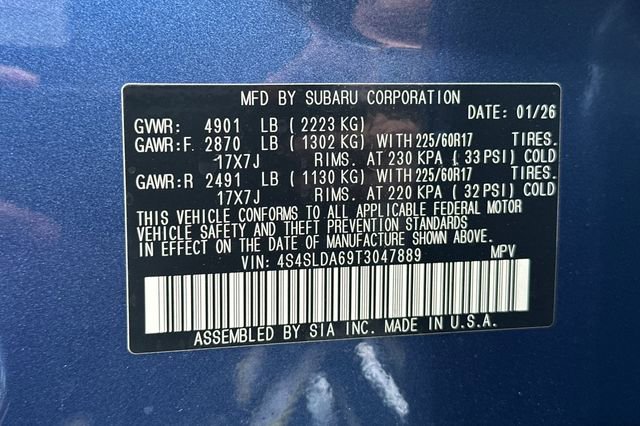 MFD BY SUBARU CORPORATION
DATE: 01/26
GVWR: 4901 LB ( 2223 KG)
GAWR:F. 2870 LB ( 1302 KG) WITH 225/60R17 TIRES.
-17X7J RIMS. AT 230 KPA ( 33 PSI) COLD
GAWR:R 2491 LB ( 1130 KG) WITH 225/60R17 TIRES.
17X7J RIMS. AT 220 KPA ( 32 PSI) COLD
THIS VEHICLE CONFORMS TO ALL APPLICABLE FEDERAL MOTOR
VEHICLE SAFETY AND THEFT PREVENTION STANDARDS
IN EFFECT ON THE DATE OF MANUFACTURE SHOWN ABOVE.
VIN: 4S4SLDA69T3047889 MPV
ASSEMBLED BY SIA INC. MADE IN U.S.A.